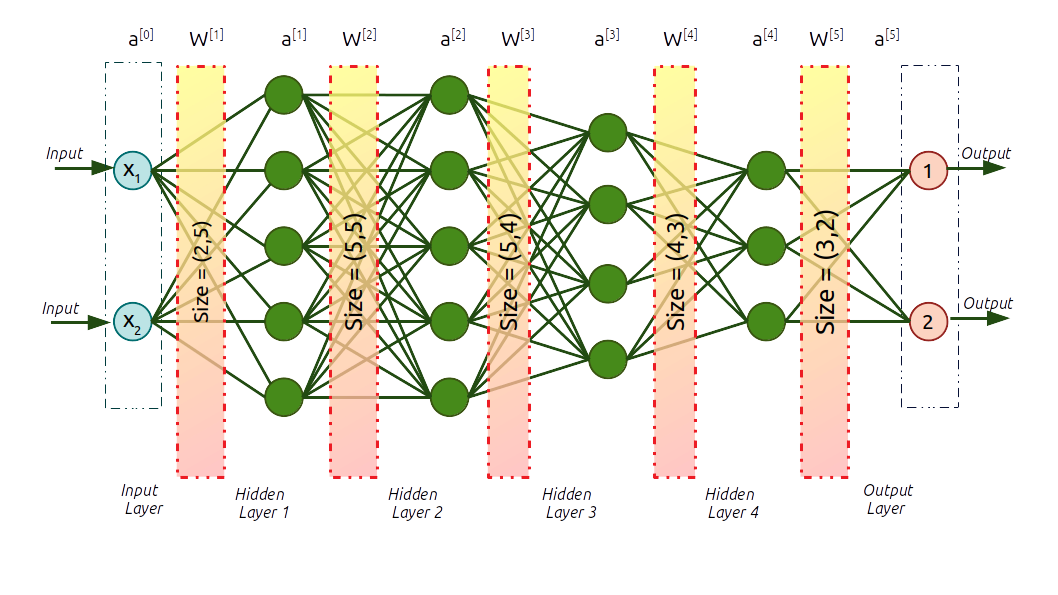 a[0] W[1] a[1] W[2] a[2] W[3] a[3] W[4] a[4] W[5] a[5]
Input
x1
1
Output
Size = (2,5)
Size = (5,5)
Size = (5,4)
Size = (4,3)
Size = (3,2)
Input
x2
2
Output
Input
Layer
Hidden
Layer 1
Hidden
Layer 2
Hidden
Layer 3
Hidden
Layer 4
Output
Layer